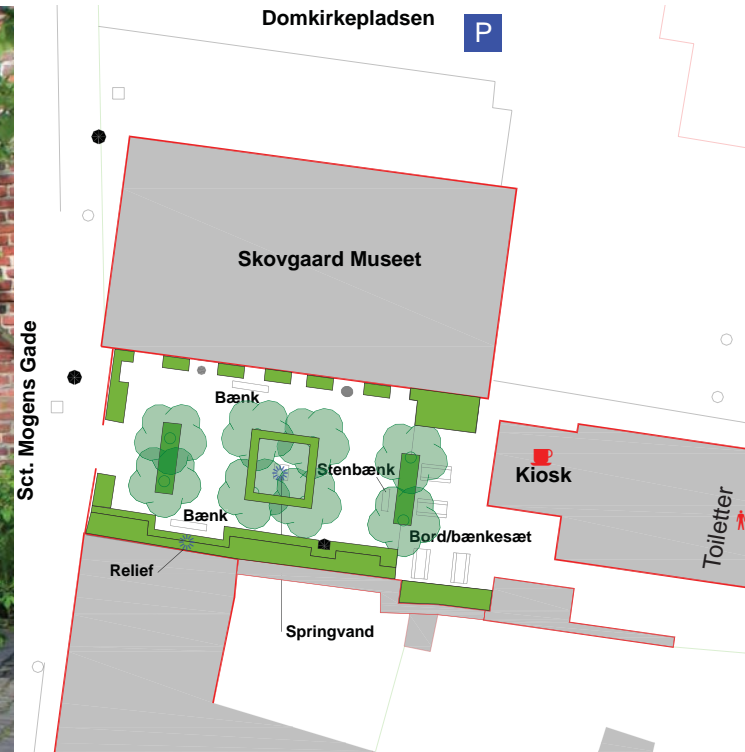 Domkirkepladsen
P
Skovgaard Museet
Sct. Mogens Gade
Bænk
Stenbænk
Kiosk
Toiletter
Bænk
Bord/bænkesæt
Relief
Springvand